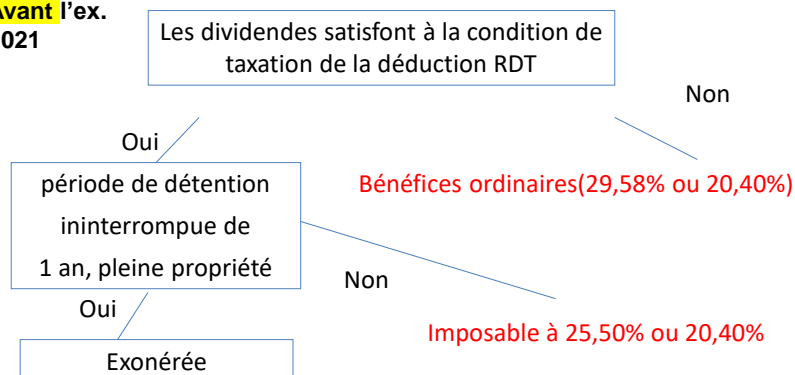 Avant l'ex.
021
Les dividendes satisfont à la condition de
taxation de la déduction RDT
Non
Oui
période de détention
ininterrompue de
1 an, pleine propriété
Bénéfices ordinaires(29,58% ou 20,40%)
Non
Oui
Imposable à 25,50% ou 20,40%
Exonérée